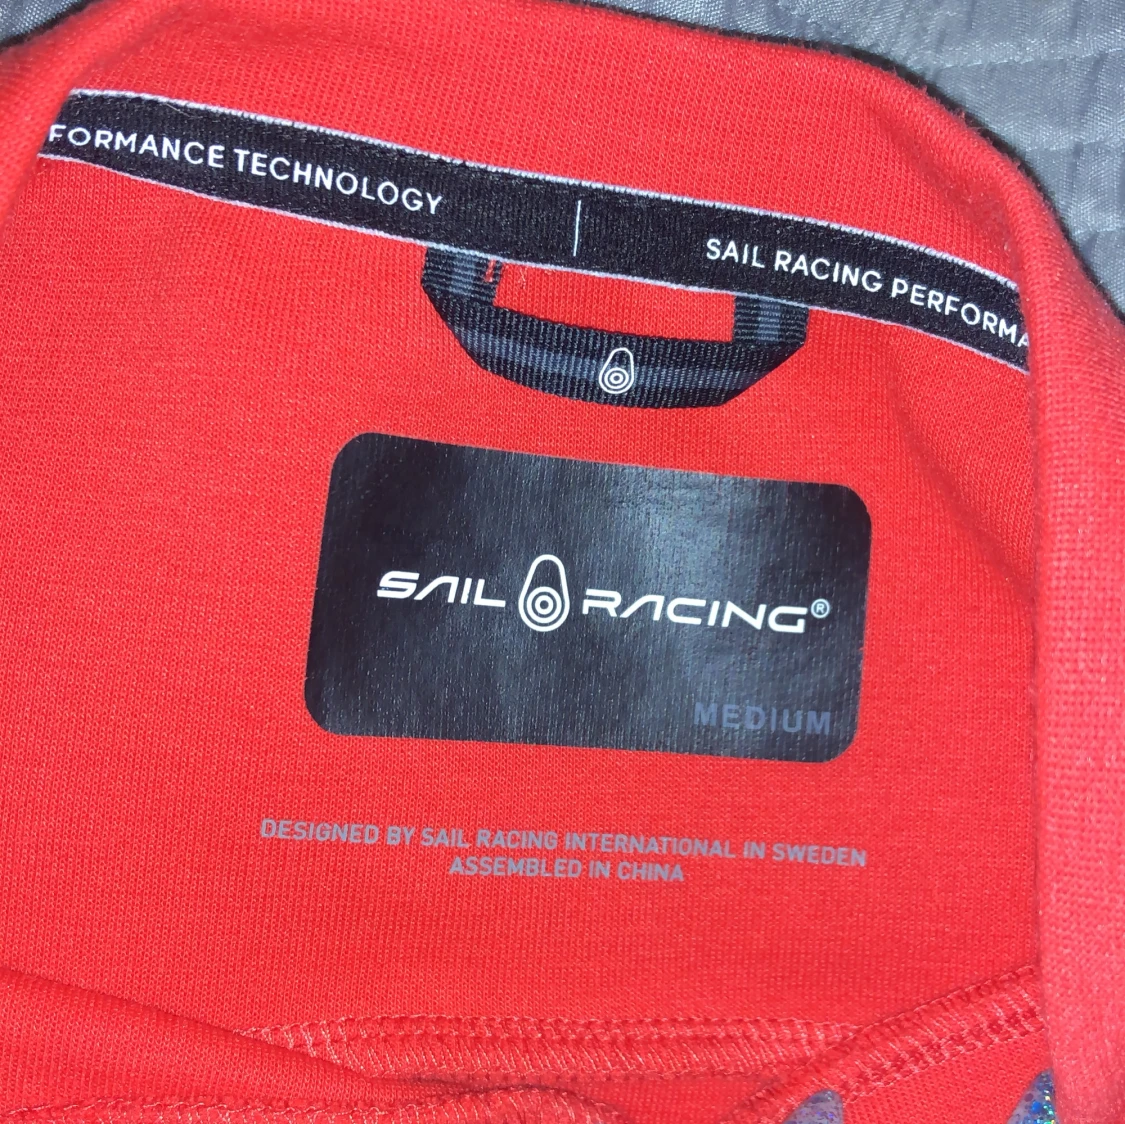 FORMANCE TECHNOLOGY | SAIL RACING PERFORMA
SAIL RACING®
MEDIUM
DESIGNED BY SAIL RACING INTERNATIONAL IN SWEDEN
ASSEMBLED IN CHINA